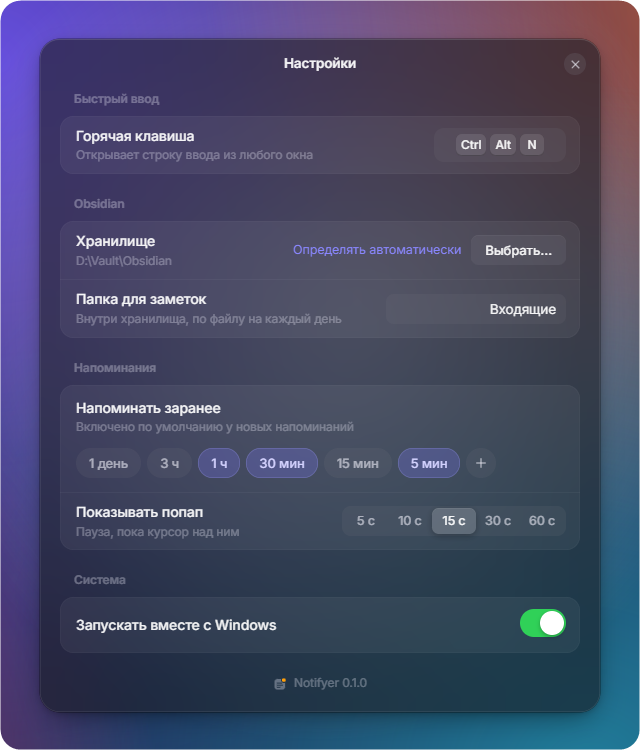 Настройки
Быстрый ввод
Горячая клавиша
Открывает строку ввода из любого окна
Ctrl Alt N
Obsidian
Хранилище
D:\Vault\Obsidian
Определять автоматически
Выбрать...
Папка для заметок
Внутри хранилища, по файлу на каждый день
Входящие
Напоминания
Напоминать заранее
Включено по умолчанию у новых напоминаний
1 день 3 ч 1 ч 30 мин 15 мин 5 мин +
Показывать попап
Пауза, пока курсор над ним
5 с 10 с 15 с 30 с 60 с
Система
Запускать вместе с Windows
Notifyer 0.1.0